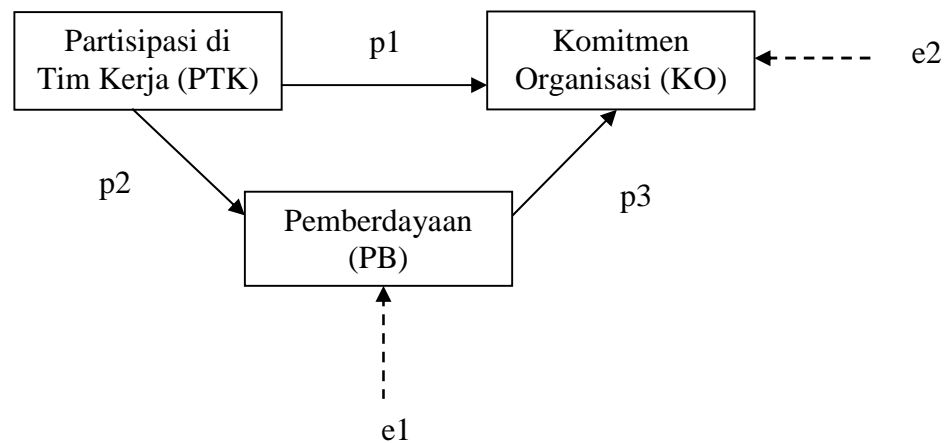 Partisipasi di
Tim Kerja (PTK)
p1
Komitmen
Organisasi (KO)
e2
p2
Pemberdayaan
(PB)
p3
e1